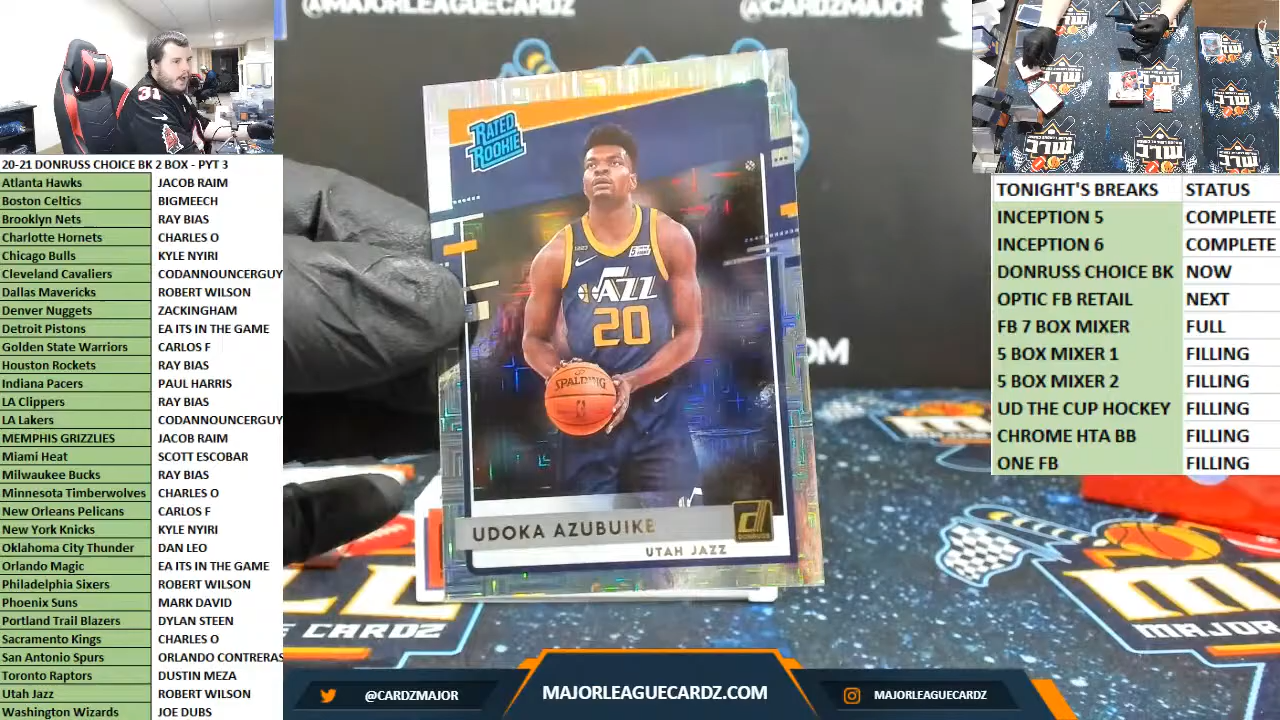 @MAJORLEAGUECARDZ
@CARDZMAJOR
31
20-21 DONRUSS CHOICE BK 2 BOX - PYT 3
Atlanta Hawks JACOB RAIM
Boston Celtics BIGMEECH
Brooklyn Nets RAY BIAS
Charlotte Hornets CHARLES O
Chicago Bulls KYLE NYIRI
Cleveland Cavaliers CODANNOUNCERGUY
Dallas Mavericks ROBERT WILSON
Denver Nuggets ZACKINGHAM
Detroit Pistons EA ITS IN THE GAME
Golden State Warriors CARLOS F
Houston Rockets RAY BIAS
Indiana Pacers PAUL HARRIS
LA Clippers RAY BIAS
LA Lakers CODANNOUNCERGUY
MEMPHIS GRIZZLIES JACOB RAIM
Miami Heat SCOTT ESCOBAR
Milwaukee Bucks RAY BIAS
Minnesota Timberwolves CHARLES O
New Orleans Pelicans CARLOS F
New York Knicks KYLE NYIRI
Oklahoma City Thunder DAN LEO
Orlando Magic EA ITS IN THE GAME
Philadelphia Sixers ROBERT WILSON
Phoenix Suns MARK DAVID
Portland Trail Blazers DYLAN STEEN
Sacramento Kings CHARLES O
San Antonio Spurs ORLANDO CONTRERAS
Toronto Raptors DUSTIN MEZA
Utah Jazz ROBERT WILSON
Washington Wizards JOE DUBS
RATED
ROOKIE
JAZZ
20
SPALDING
UDOKA AZUBUIKE
UTAH JAZZ
DONRUSS
OM
E CARDZ
MAJOR
TONIGHT'S BREAKS STATUS
INCEPTION 5 COMPLETE
INCEPTION 6 COMPLETE
DONRUSS CHOICE BK NOW
OPTIC FB RETAIL NEXT
FB 7 BOX MIXER FULL
5 BOX MIXER 1 FILLING
5 BOX MIXER 2 FILLING
UD THE CUP HOCKEY FILLING
CHROME HTA BB FILLING
ONE FB FILLING
@CARDZMAJOR
MAJORLEAGUECARDZ.COM
MAJORLEAGUECARDZ